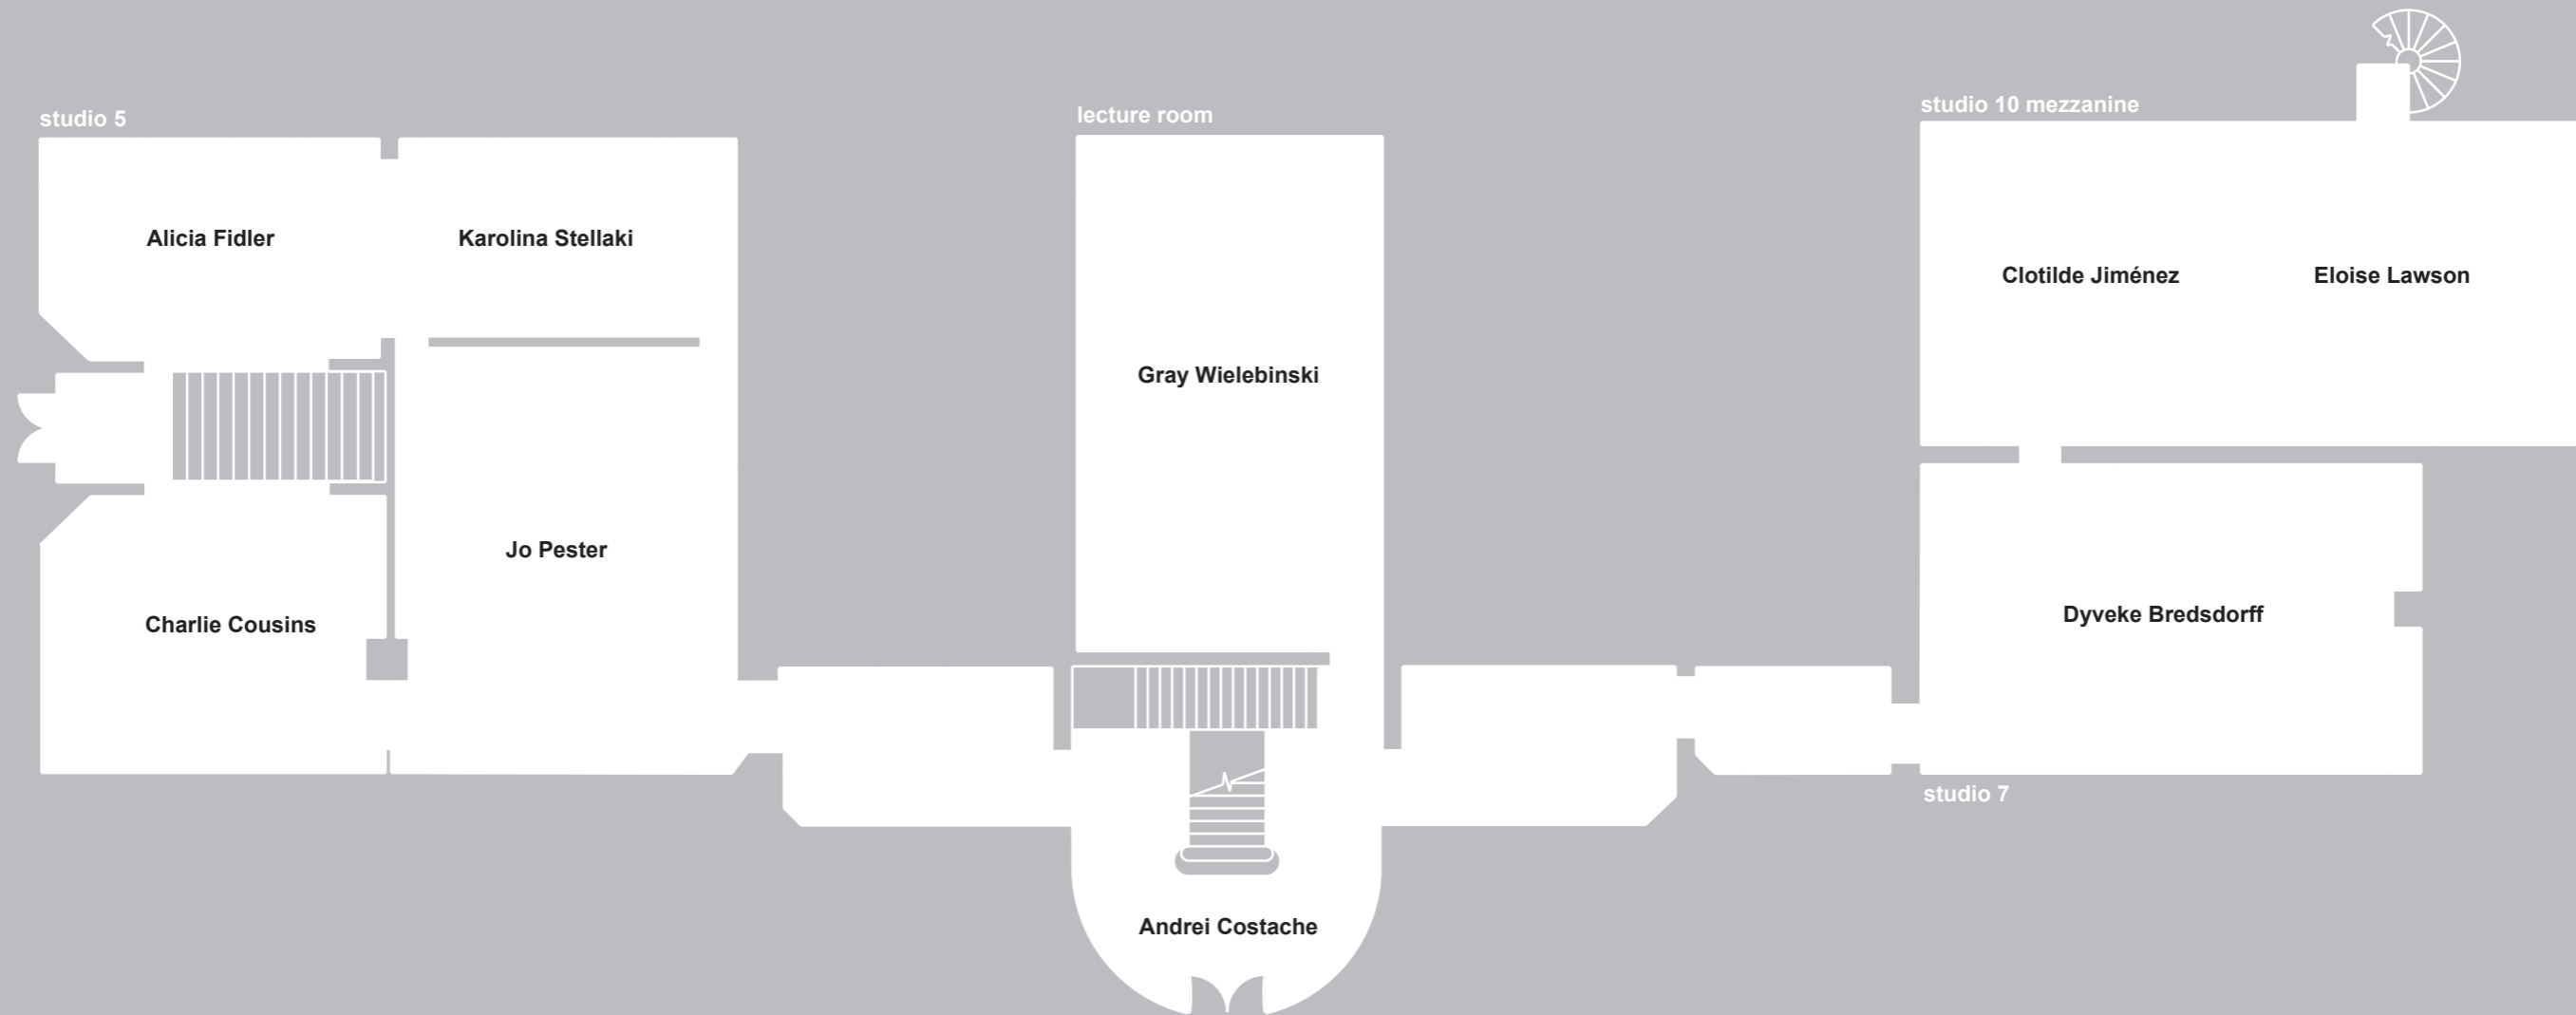 studio 5
lecture room
studio 10 mezzanine
Alicia Fidler
Karolina Stellaki
Clotilde Jiménez
Eloise Lawson
Gray Wielebinski
Jo Pester
Charlie Cousins
Dyveke Bredsdorff
studio 7
Andrei Costache